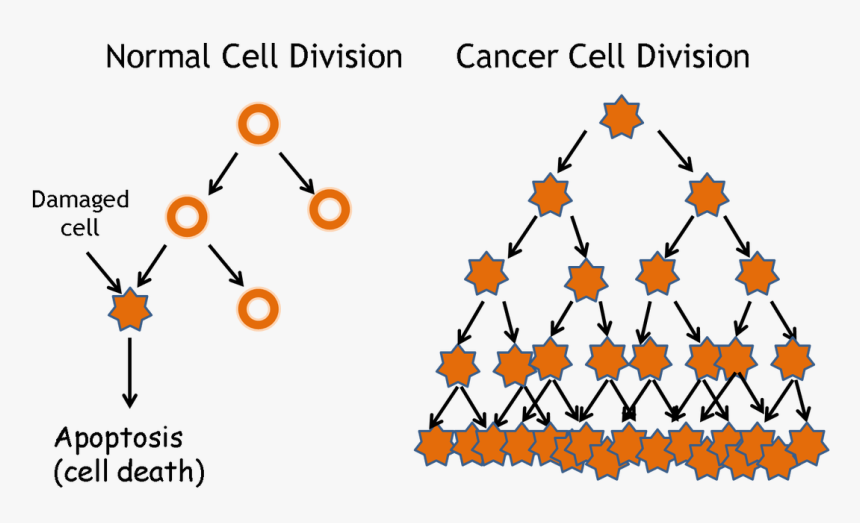 Normal Cell Division
Cancer Cell Division
Damaged
cell
Apoptosis
(cell death)